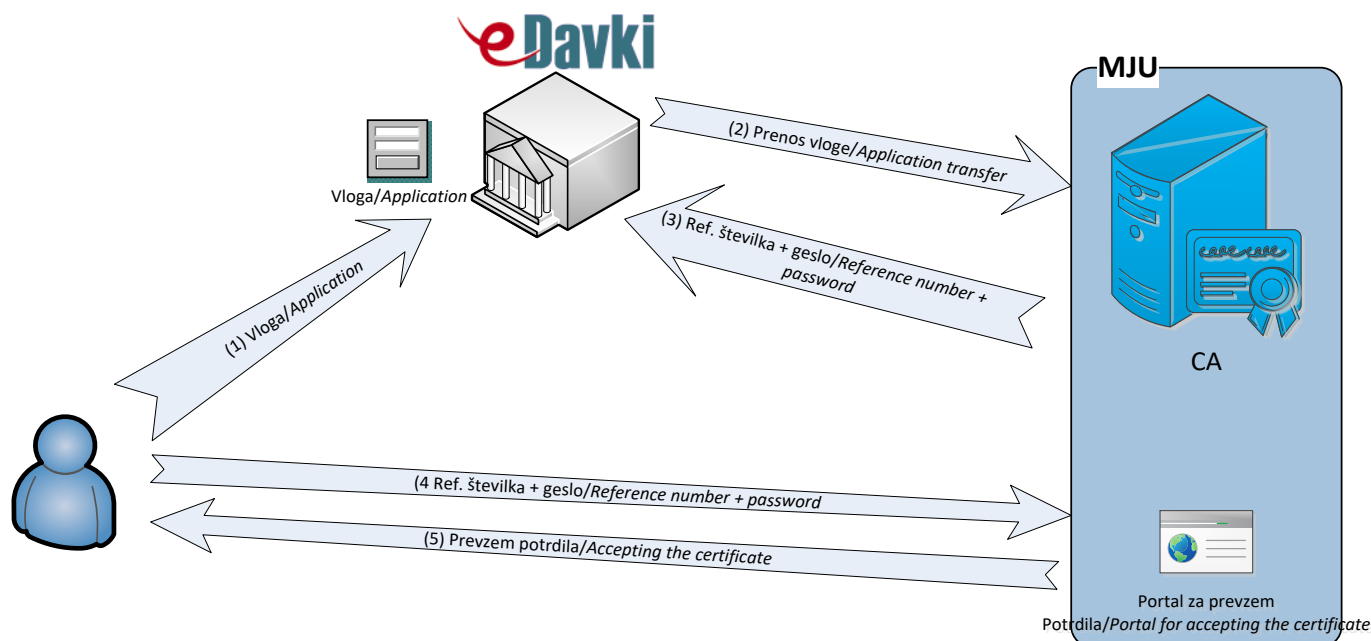 eDavki
MJU
Vloga/Application
(1) Vloga/Application
(2) Prenos vloge/Application transfer
(3) Ref. številka + geslo/Reference number +
password
CA
(4 Ref. številka + geslo/Reference number + password
(5) Prevzem potrdila/Accepting the certificate
Portal za prevzem
Potrdila/Portal for accepting the certificate